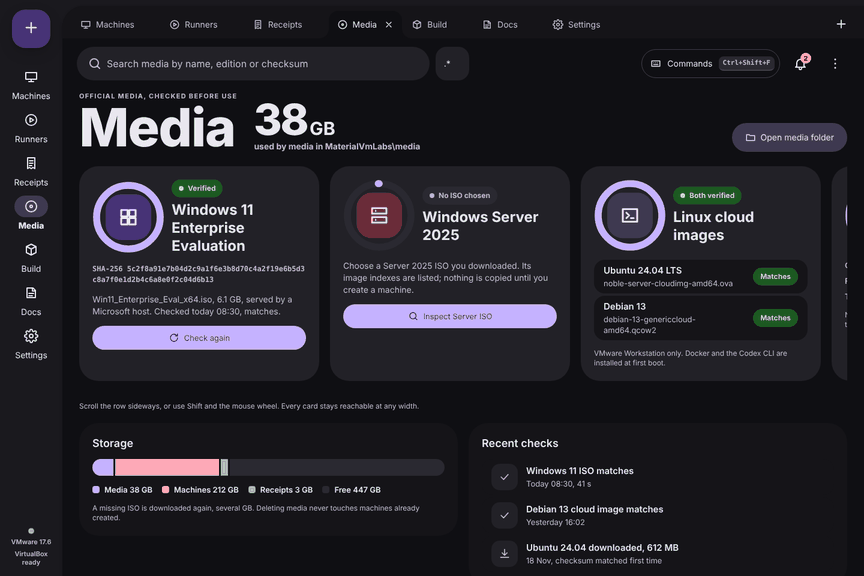 Machines
Runners
Receipts
Media
Build
Docs
Settings
Machines
Runners
Receipts
Media
Build
Docs
Settings
VMware 17.6
VirtualBox
ready
Search media by name, edition or checksum
.*
Commands
Ctrl+Shift+F
2
OFFICIAL MEDIA, CHECKED BEFORE USE
Media
38 GB
used by media in MaterialVmLabs\media
Open media folder
Verified
Windows 11
Enterprise
Evaluation
SHA-256 5c2f8a91e7b04d2c9a1f6e3b8d70c4a2f19e6b5d3
c8a7f0e1d2b4c6a8e0f2c04d6b13
Win11_Enterprise_Eval_x64.iso, 6.1 GB, served by a
Microsoft host. Checked today 08:30, matches.
Check again
No ISO chosen
Windows Server
2025
Choose a Server 2025 ISO you downloaded. Its
image indexes are listed; nothing is copied until you
create a machine.
Inspect Server ISO
Both verified
Linux cloud
images
Ubuntu 24.04 LTS
noble-server-cloudimg-amd64.ova
Matches
Debian 13
debian-13-genericcloud-
amd64.qcow2
Matches
VMware Workstation only. Docker and the Codex CLI are
installed at first boot.
Scroll the row sideways, or use Shift and the mouse wheel. Every card stays reachable at any width.
Storage
Media 38 GB
Machines 212 GB
Receipts 3 GB
Free 447 GB
A missing ISO is downloaded again, several GB. Deleting media never touches machines already
created.
Recent checks
Windows 11 ISO matches
Today 08:30, 41 s
Debian 13 cloud image matches
Yesterday 16:02
Ubuntu 24.04 downloaded, 612 MB
18 Nov, checksum matched first time